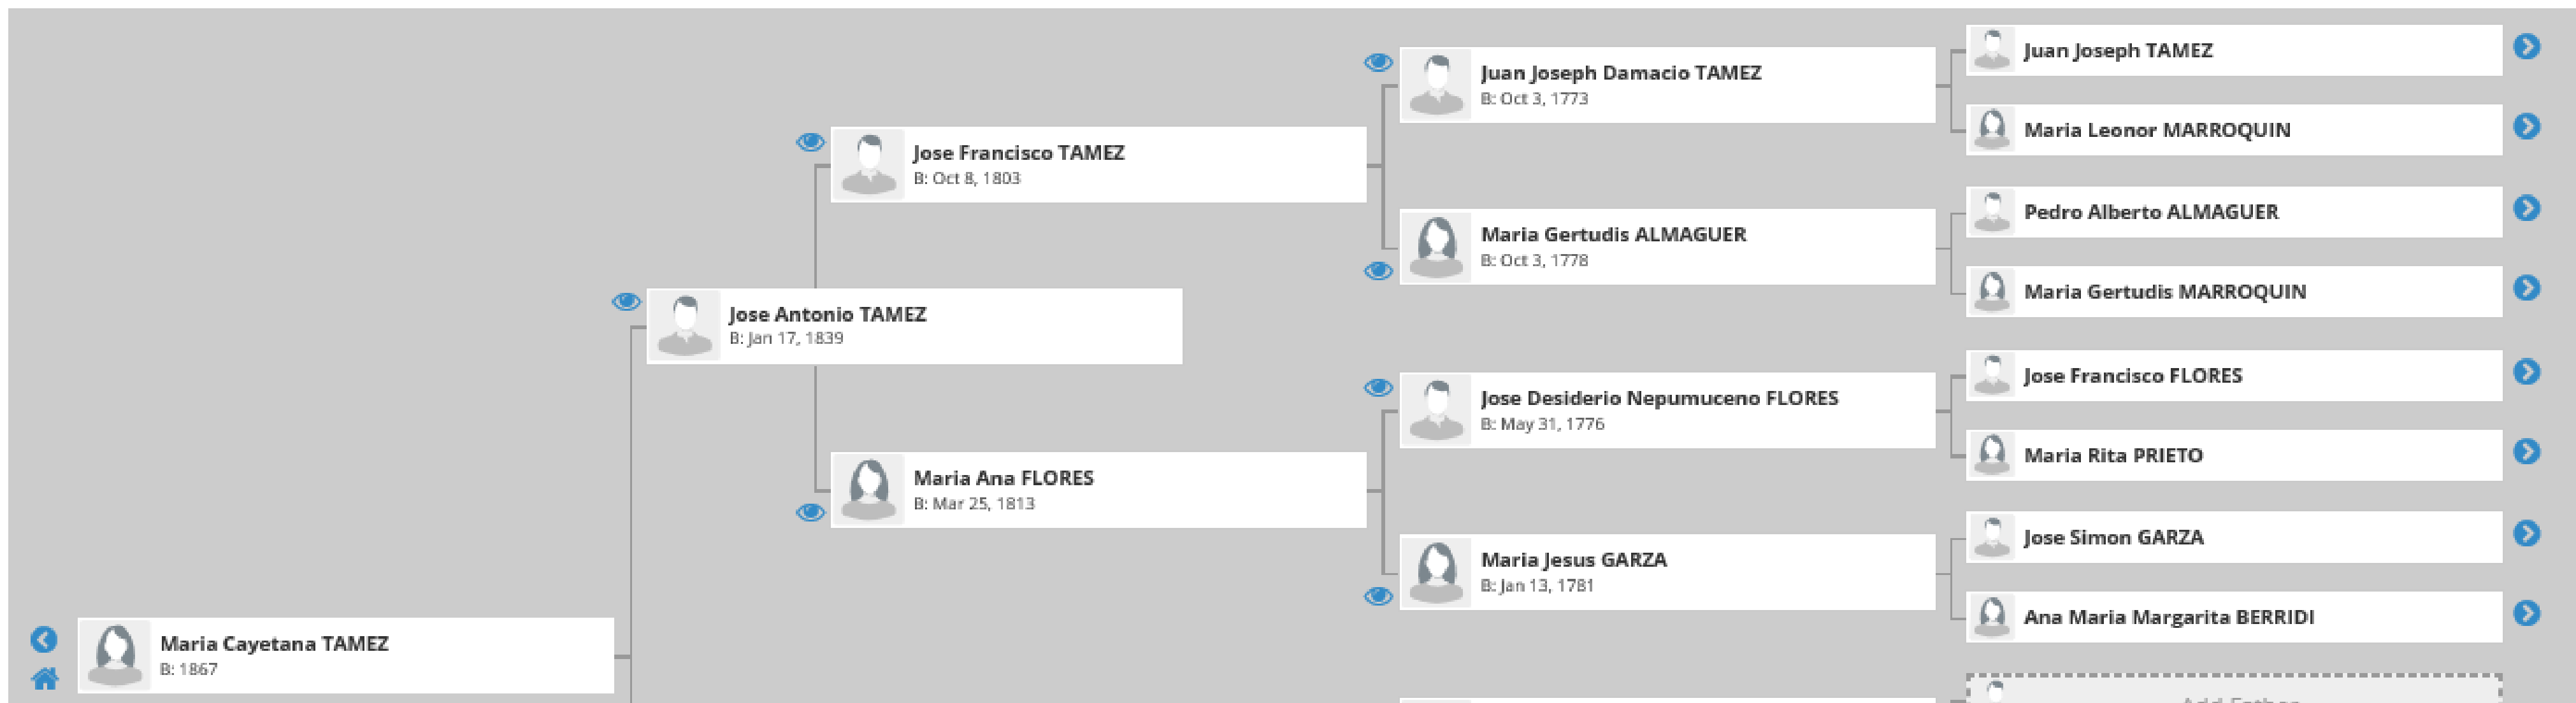 Juan Joseph TAMEZ
Juan Joseph Damacio TAMEZ
B: Oct 3, 1773
Maria Leonor MARROQUIN
Jose Francisco TAMEZ
B: Oct 8, 1803
Pedro Alberto ALMAGUER
Maria Gertudis ALMAGUER
B: Oct 3, 1778
Maria Gertudis MARROQUIN
Jose Antonio TAMEZ
B: Jan 17, 1839
Jose Francisco FLORES
Jose Desiderio Nepumuceno FLORES
B: May 31, 1776
Maria Rita PRIETO
Maria Ana FLORES
B: Mar 25, 1813
Jose Simon GARZA
Maria Jesus GARZA
B: Jan 13, 1781
Ana Maria Margarita BERRIDI
Maria Cayetana TAMEZ
B: 1867